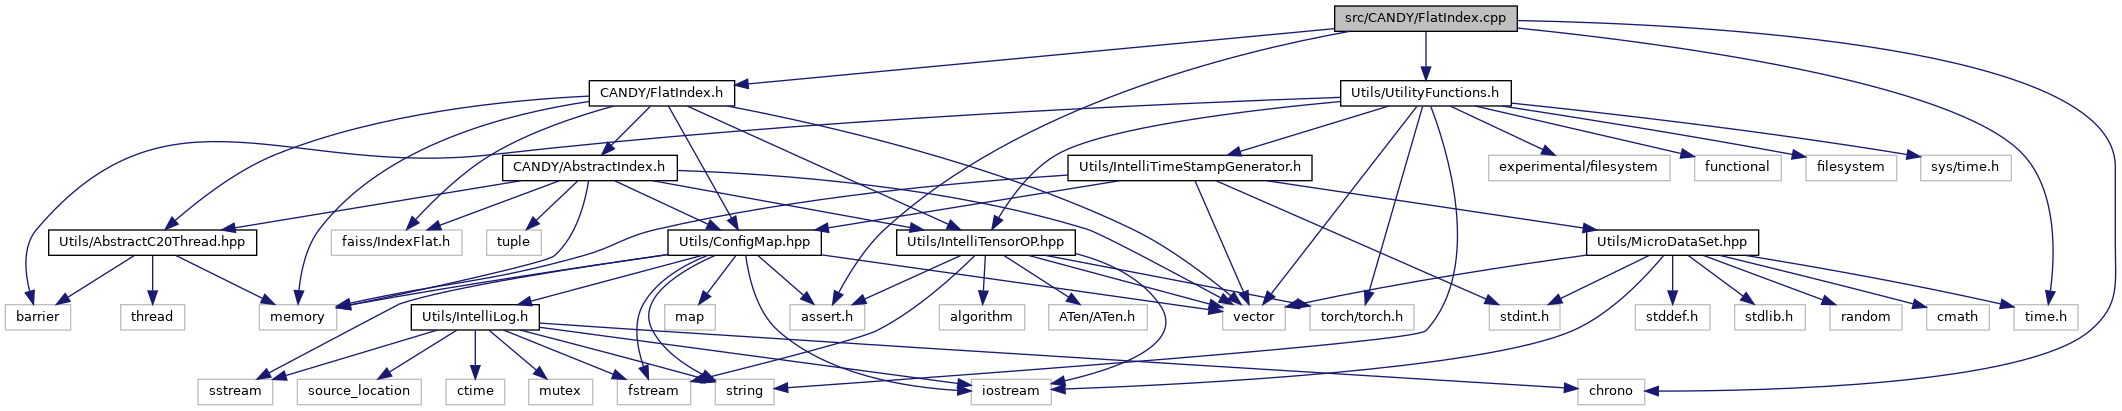 src/CANDY/FlatIndex.cpp
CANDY/FlatIndex.h
Utils/UtilityFunctions.h
CANDY/AbstractIndex.h
Utils/IntelliTimeStampGenerator.h
experimental/filesystem
functional
filesystem
sys/time.h
Utils/AbstractC20Thread.hpp
faiss/IndexFlat.h
tuple
Utils/ConfigMap.hpp
Utils/IntelliTensorOP.hpp
Utils/MicroDataSet.hpp
barrier
thread
memory
Utils/IntelliLog.h
map
assert.h
algorithm
ATen/ATen.h
vector
torch/torch.h
stdint.h
stddef.h
stdlib.h
random
cmath
time.h
sstream
source_location
ctime
mutex
fstream
string
iostream
chrono